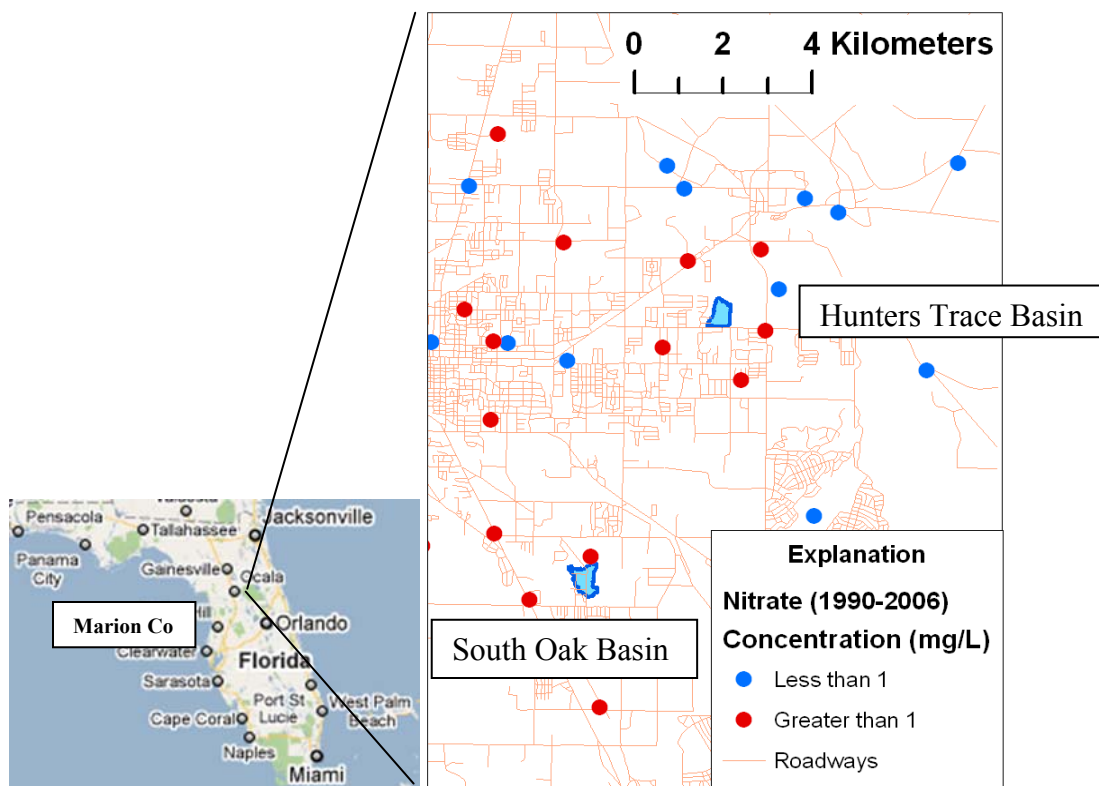 0 2 4 Kilometers
Hunters Trace Basin
South Oak Basin
Explanation
Nitrate (1990-2006)
Concentration (mg/L)
Less than 1
Greater than 1
Roadways
Pensacola
Tallahassee
Jacksonville
Panama
City
Gainesville
cala
Marion Co
Hill
Orlando
Clearwater
Florida
Sarasota
Port St
Lucie
West Palm
Beach
Cape Coral
Naples
Miami